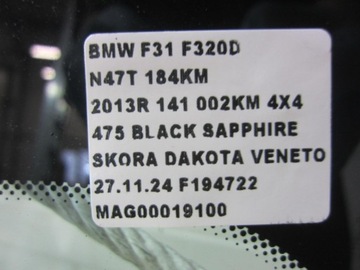 BMW F31 F320D
N47T 184KM
2013R 141 002KM 4X4
475 BLACK SAPPHIRE
SKORA DAKOTA VENETO
27.11.24 F194722
MAG00019100